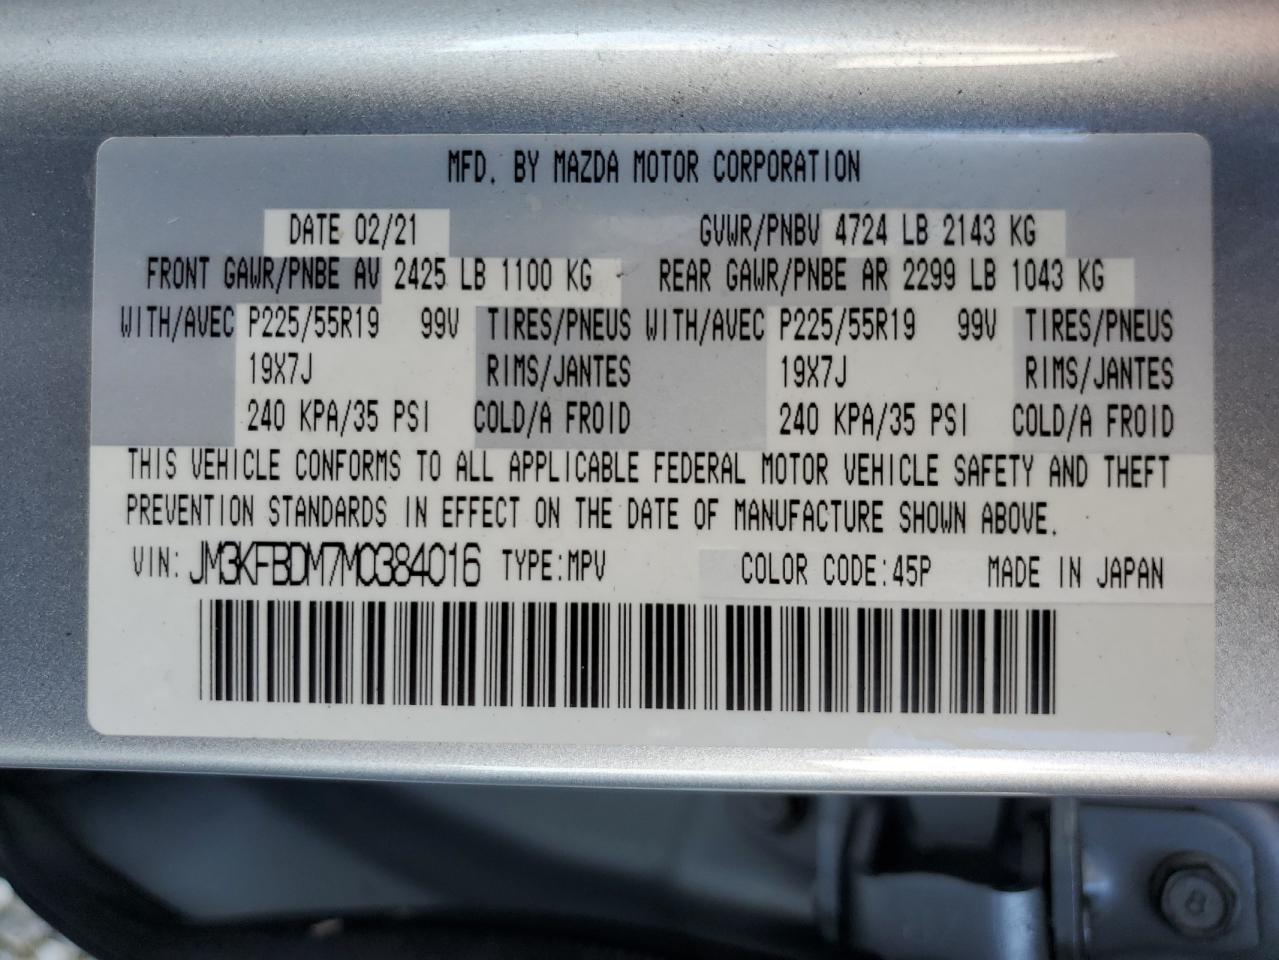 MFD. BY MAZDA MOTOR CORPORATION
DATE 02/21 GVWR/PNBV 4724 LB 2143 KG
FRONT GAWR/PNBE AV 2425 LB 1100 KG REAR GAWR/PNBE AR 2299 LB 1043 KG
WITH/AVEC P225/55R19 99V TIRES/PNEUS WITH/AVEC P225/55R19 99V TIRES/PNEUS
19X7J RIMS/JANTES 19X7J RIMS/JANTES
240 KPA/35 PSI COLD/A FROID 240 KPA/35 PSI COLD/A FROID
THIS VEHICLE CONFORMS TO ALL APPLICABLE FEDERAL MOTOR VEHICLE SAFETY AND THEFT
PREVENTION STANDARDS IN EFFECT ON THE DATE OF MANUFACTURE SHOWN ABOVE.
VIN: JM3KFBDM7M0384016 TYPE:MPV COLOR CODE:45P MADE IN JAPAN